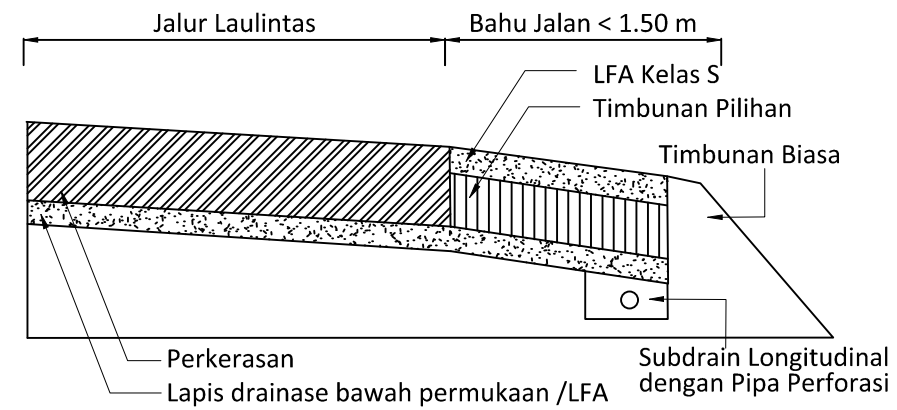 Jalur Laulintas
Bahu Jalan < 1.50 m
LFA Kelas S
Timbunan Pilihan
Timbunan Biasa
Perkerasan
Lapis drainase bawah permukaan /LFA
Subdrain Longitudinal
dengan Pipa Perforasi